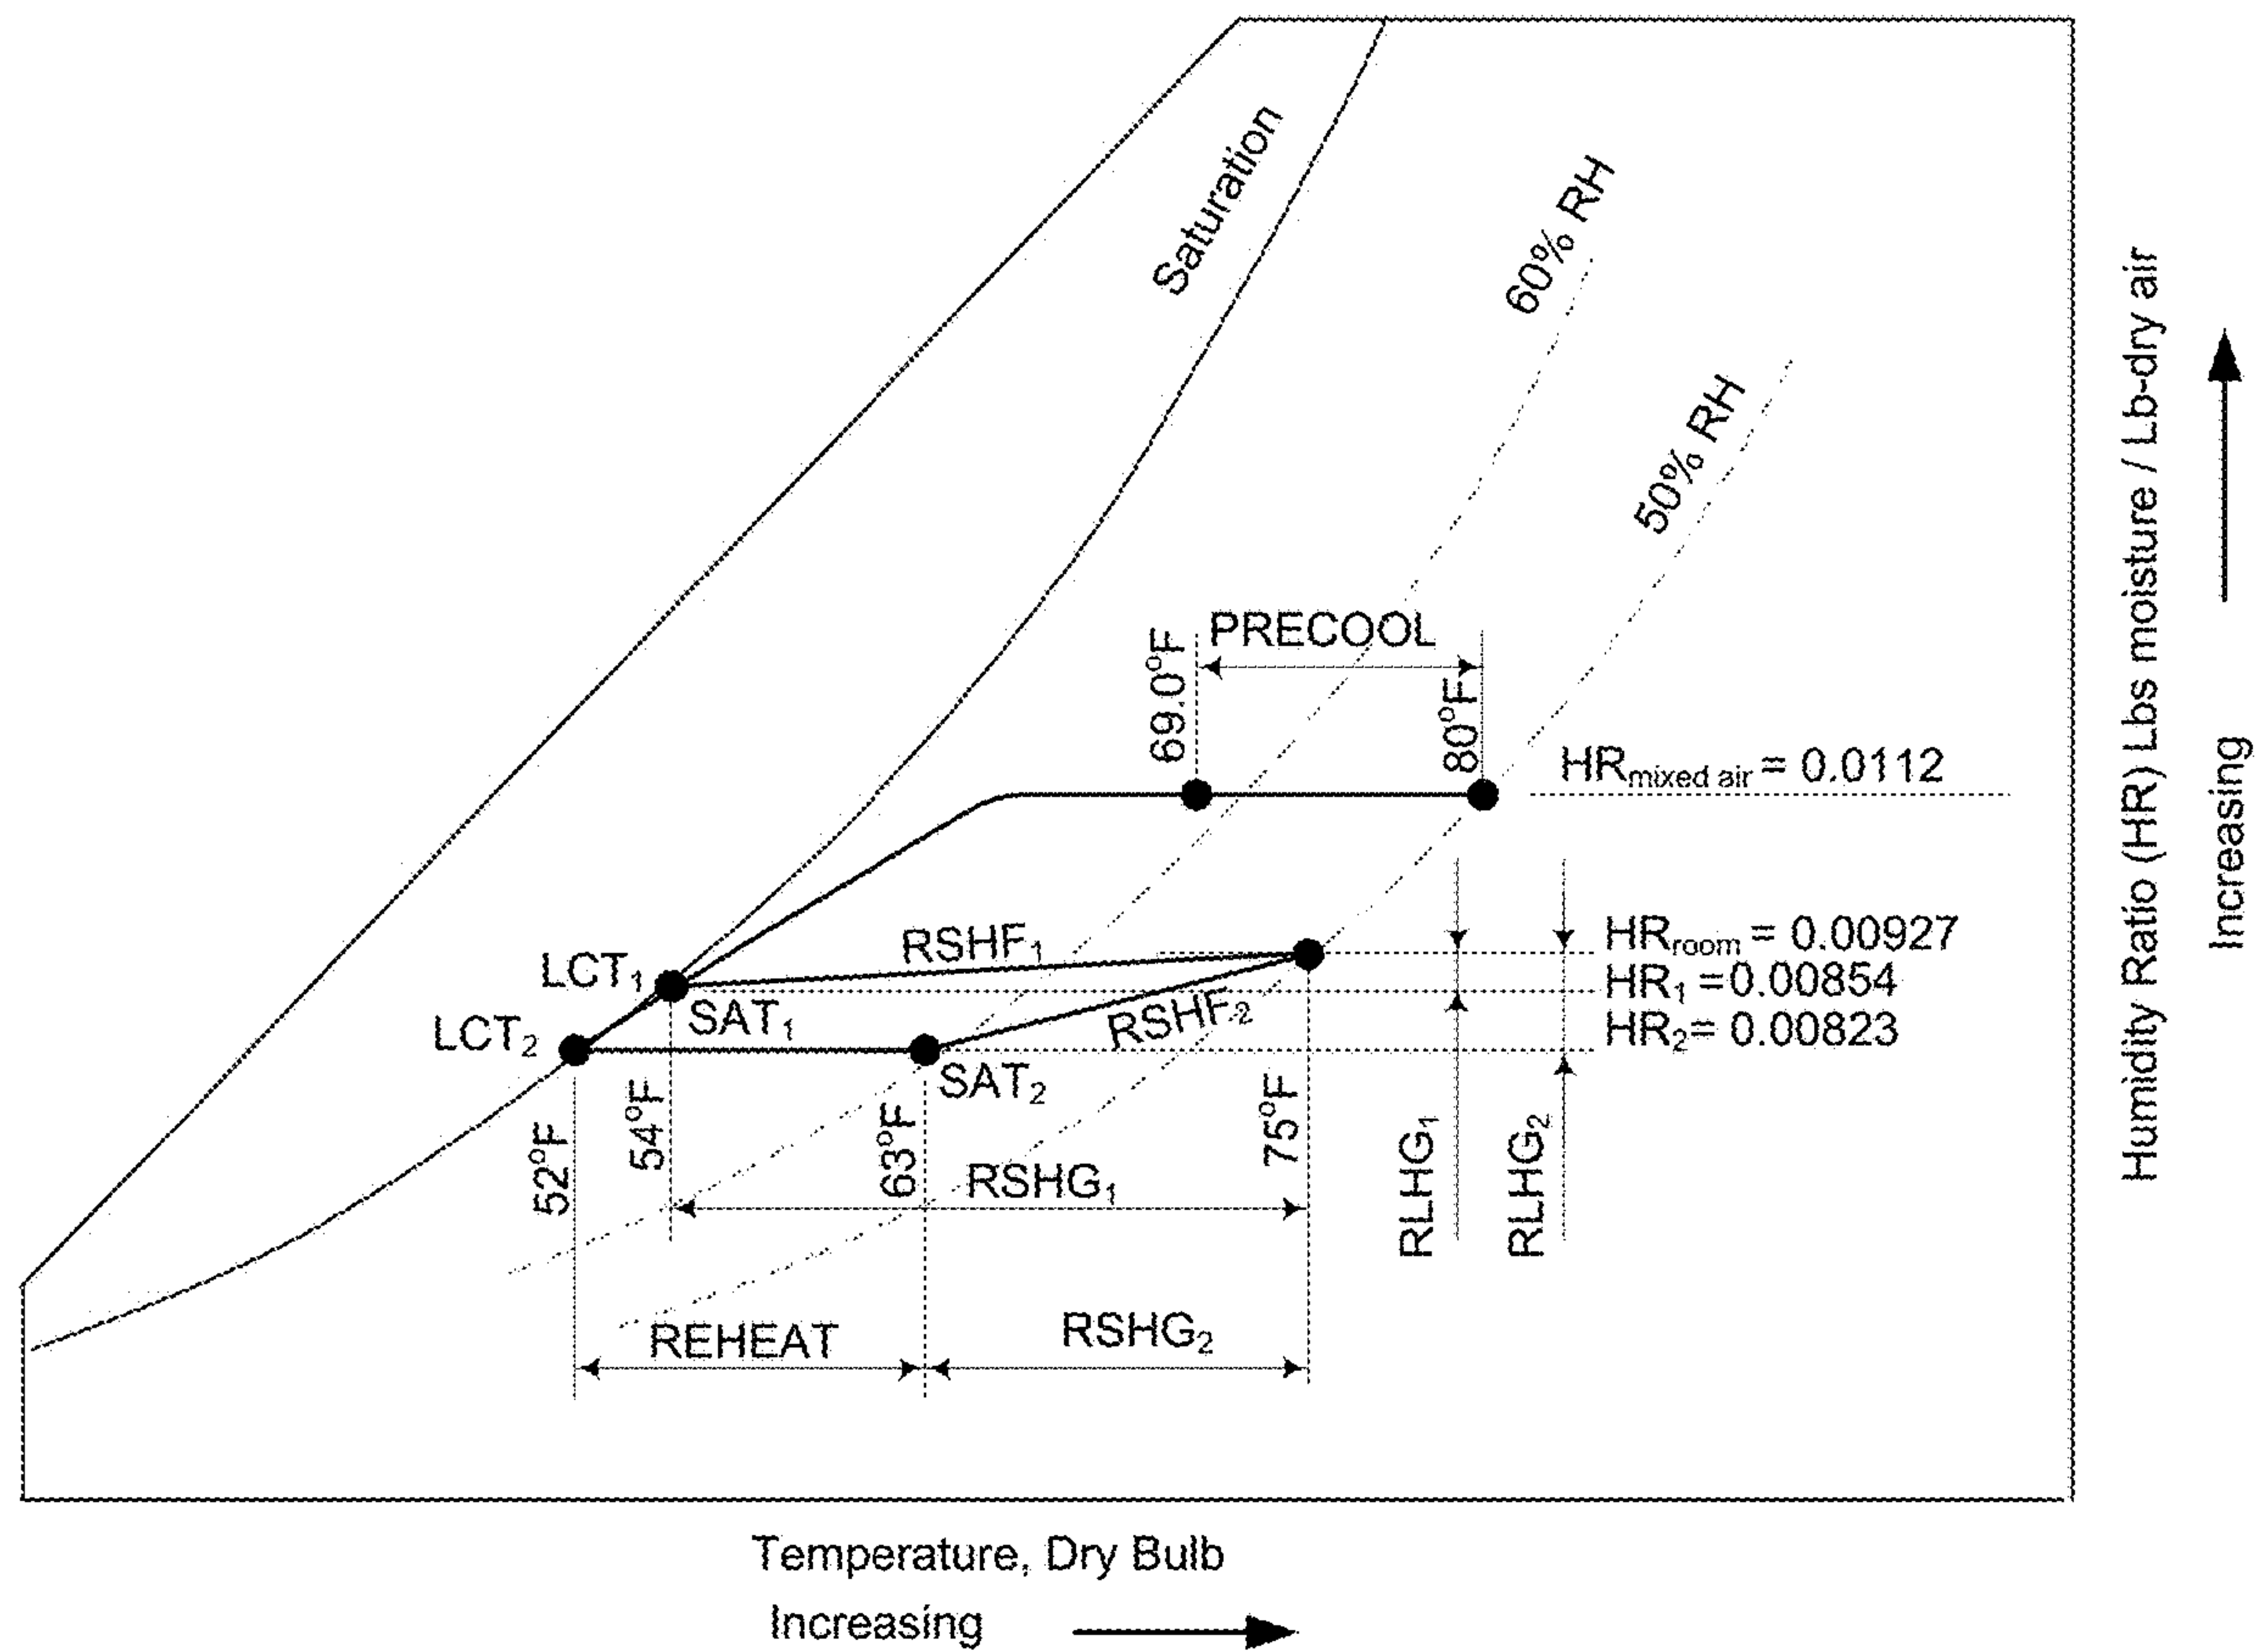 Saturation
60% RH
50% RH
PRECOOL
69.0°F
80°F
HRmixed air = 0.0112
RSHF1
HRroom = 0.00927
LCT1
HR1 =0.00854
SAT1
RSHF2
LCT2
HR2= 0.00823
SAT2
52°F
54°F
63°F
75°F
RLHG1
RLHG2
RSHG1
REHEAT
RSHG2
Humidity Ratio (HR) Lbs moisture / Lb-dry air
Increasing
Temperature, Dry Bulb
Increasing